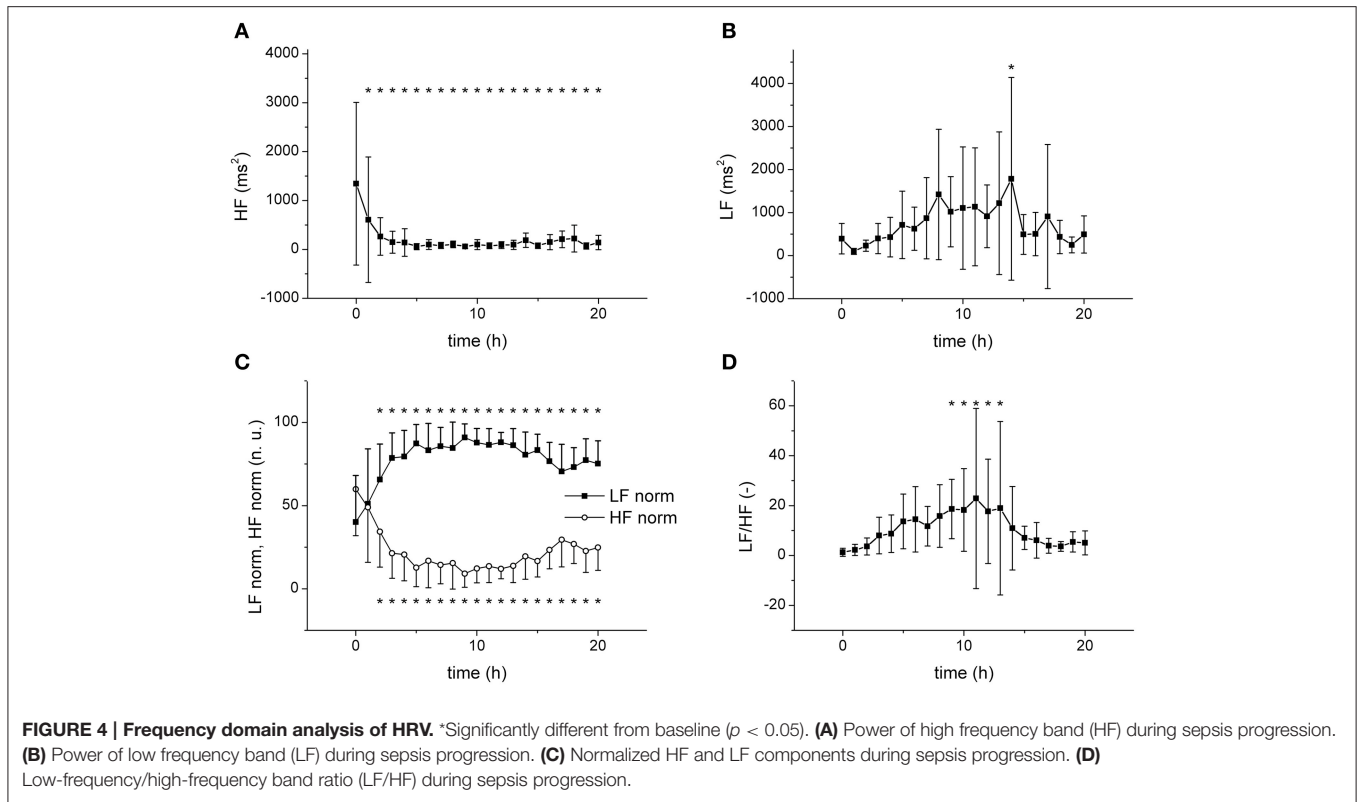 A
4000
3000
2000
1000
0
-1000
HF (ms²)
* * * * * * * * * * * * * * * * * * * *
0 10 20
time (h)
B
4000
3000
2000
1000
0
-1000
LF (ms²)
*
0 10 20
time (h)
C
100
50
0
LF norm, HF norm (n. u.)
* * * * * * * * * * * * * * * * * * *
LF norm
HF norm
* * * * * * * * * * * * * * * * * * *
0 10 20
time (h)
D
60
40
20
0
-20
LF/HF (-)
* * * * *
0 10 20
time (h)
FIGURE 4 | Frequency domain analysis of HRV. *Significantly different from baseline (p < 0.05). (A) Power of high frequency band (HF) during sepsis progression.
(B) Power of low frequency band (LF) during sepsis progression. (C) Normalized HF and LF components during sepsis progression. (D)
Low-frequency/high-frequency band ratio (LF/HF) during sepsis progression.